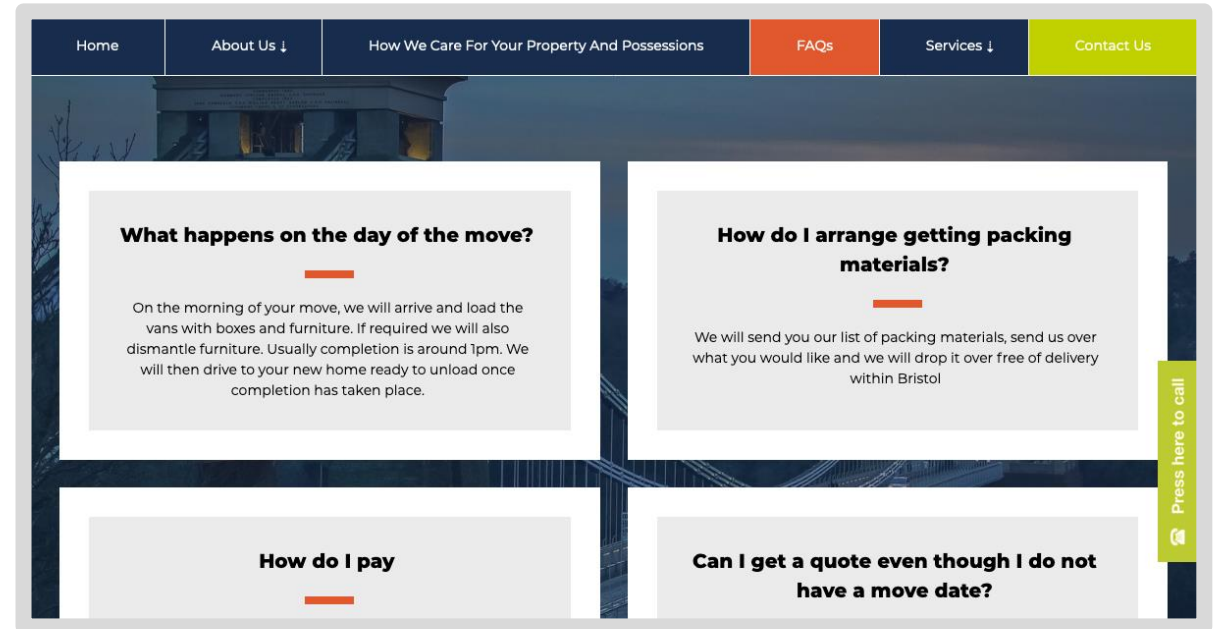 Home
About Us ↓
How We Care For Your Property And Possessions
FAQs
Services ↓
Contact Us
What happens on the day of the move?
On the morning of your move, we will arrive and load the
vans with boxes and furniture. If required we will also
dismantle furniture. Usually completion is around 1pm. We
will then drive to your new home ready to unload once
completion has taken place.
How do I arrange getting packing
materials?
We will send you our list of packing materials, send us over
what you would like and we will drop it over free of delivery
within Bristol
How do I pay
Can I get a quote even though I do not
have a move date?
Press here to call